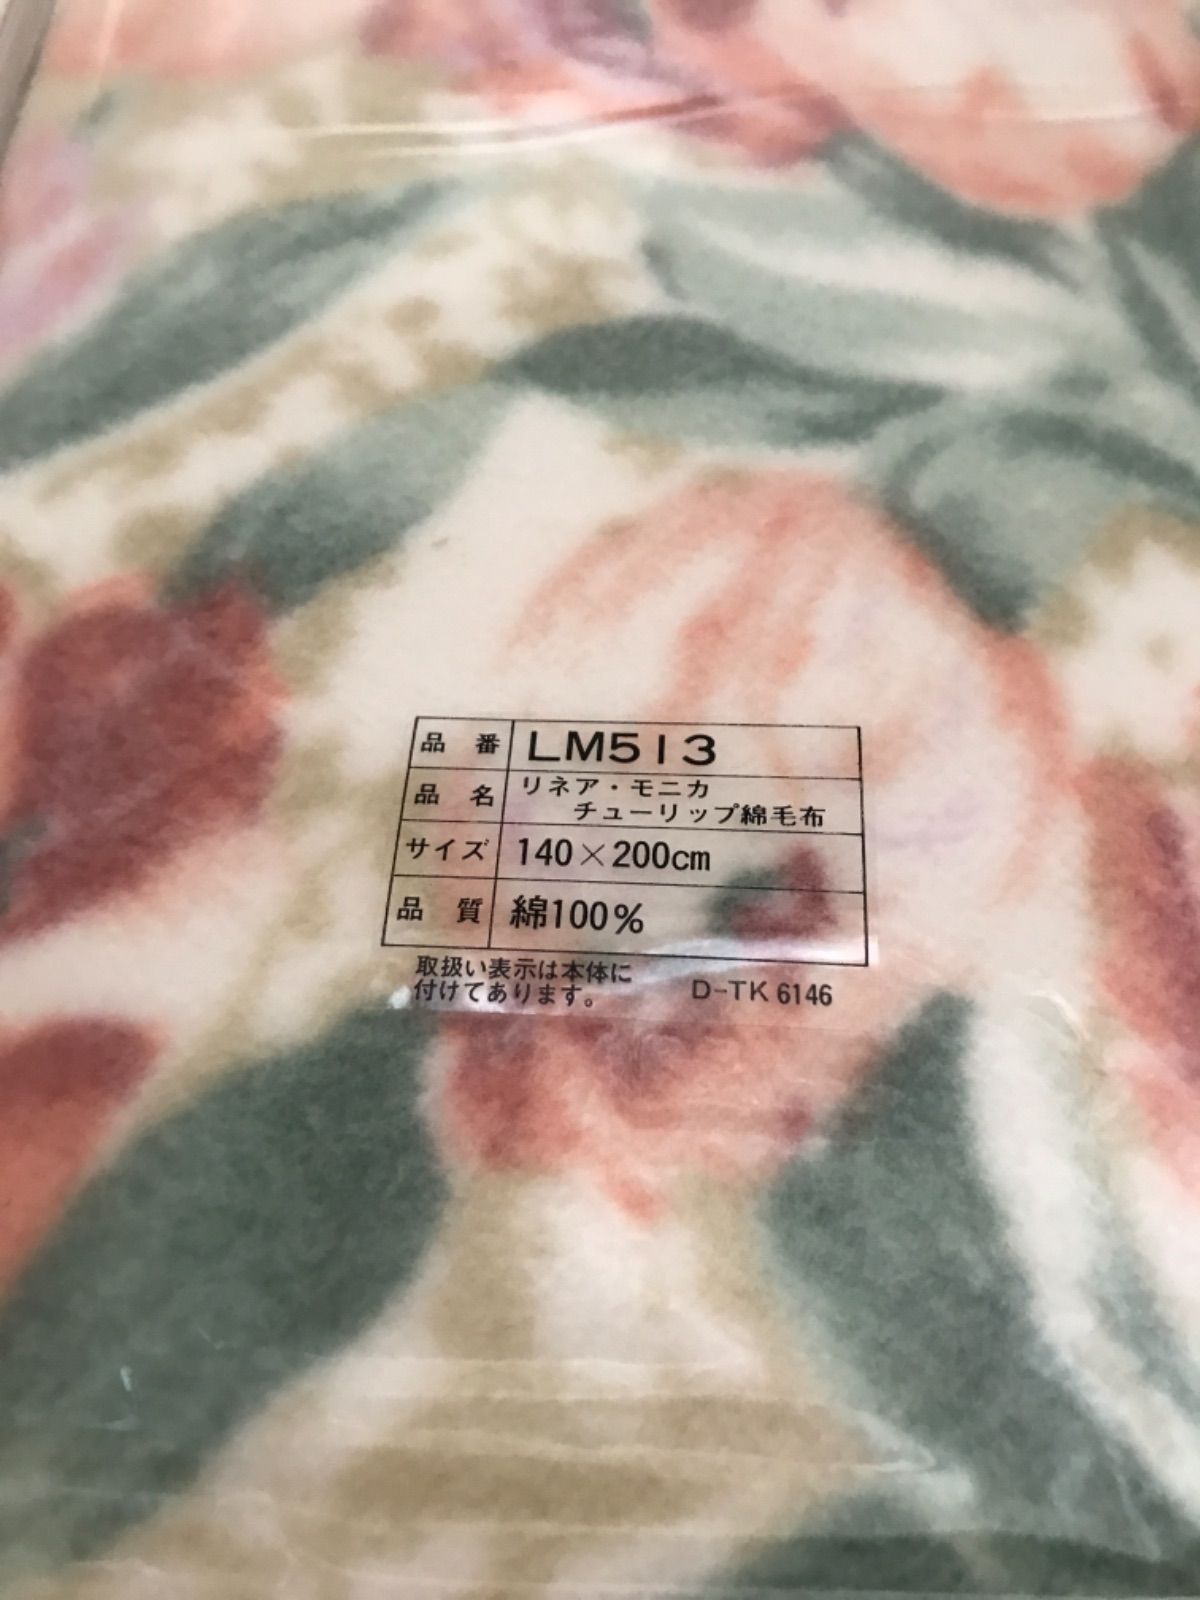 品 番 LM513
品 名 リネア・モニカ
チューリップ綿毛布
サイズ 140×200cm
品 質 綿100%
取扱い表示は本体に
付けてあります。 D-TK 6146